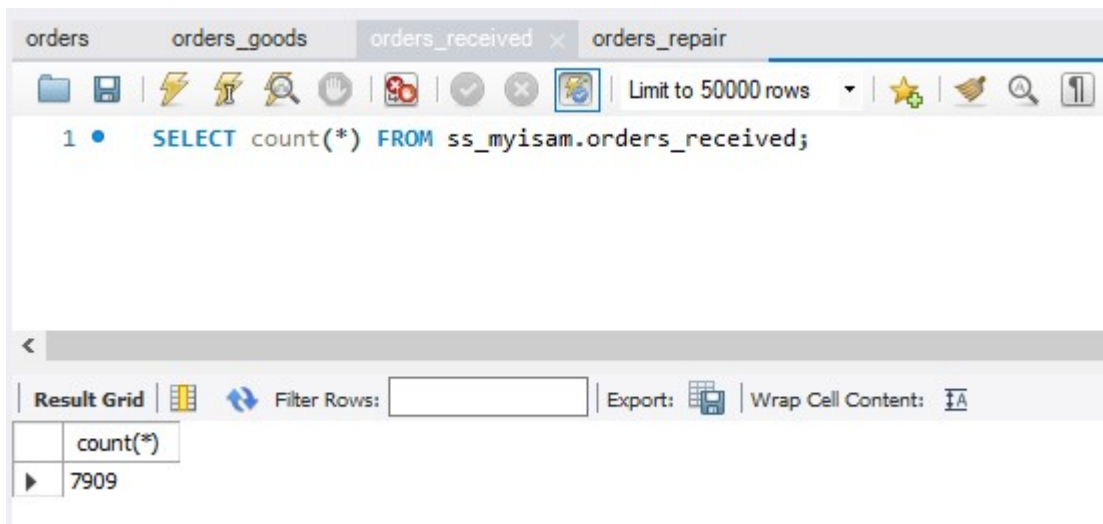 orders orders_goods orders_received × orders_repair
Limit to 50000 rows
1 SELECT count(*) FROM ss_myisam.orders_received;
Result Grid Filter Rows: Export: Wrap Cell Content: IA
count(*)
7909